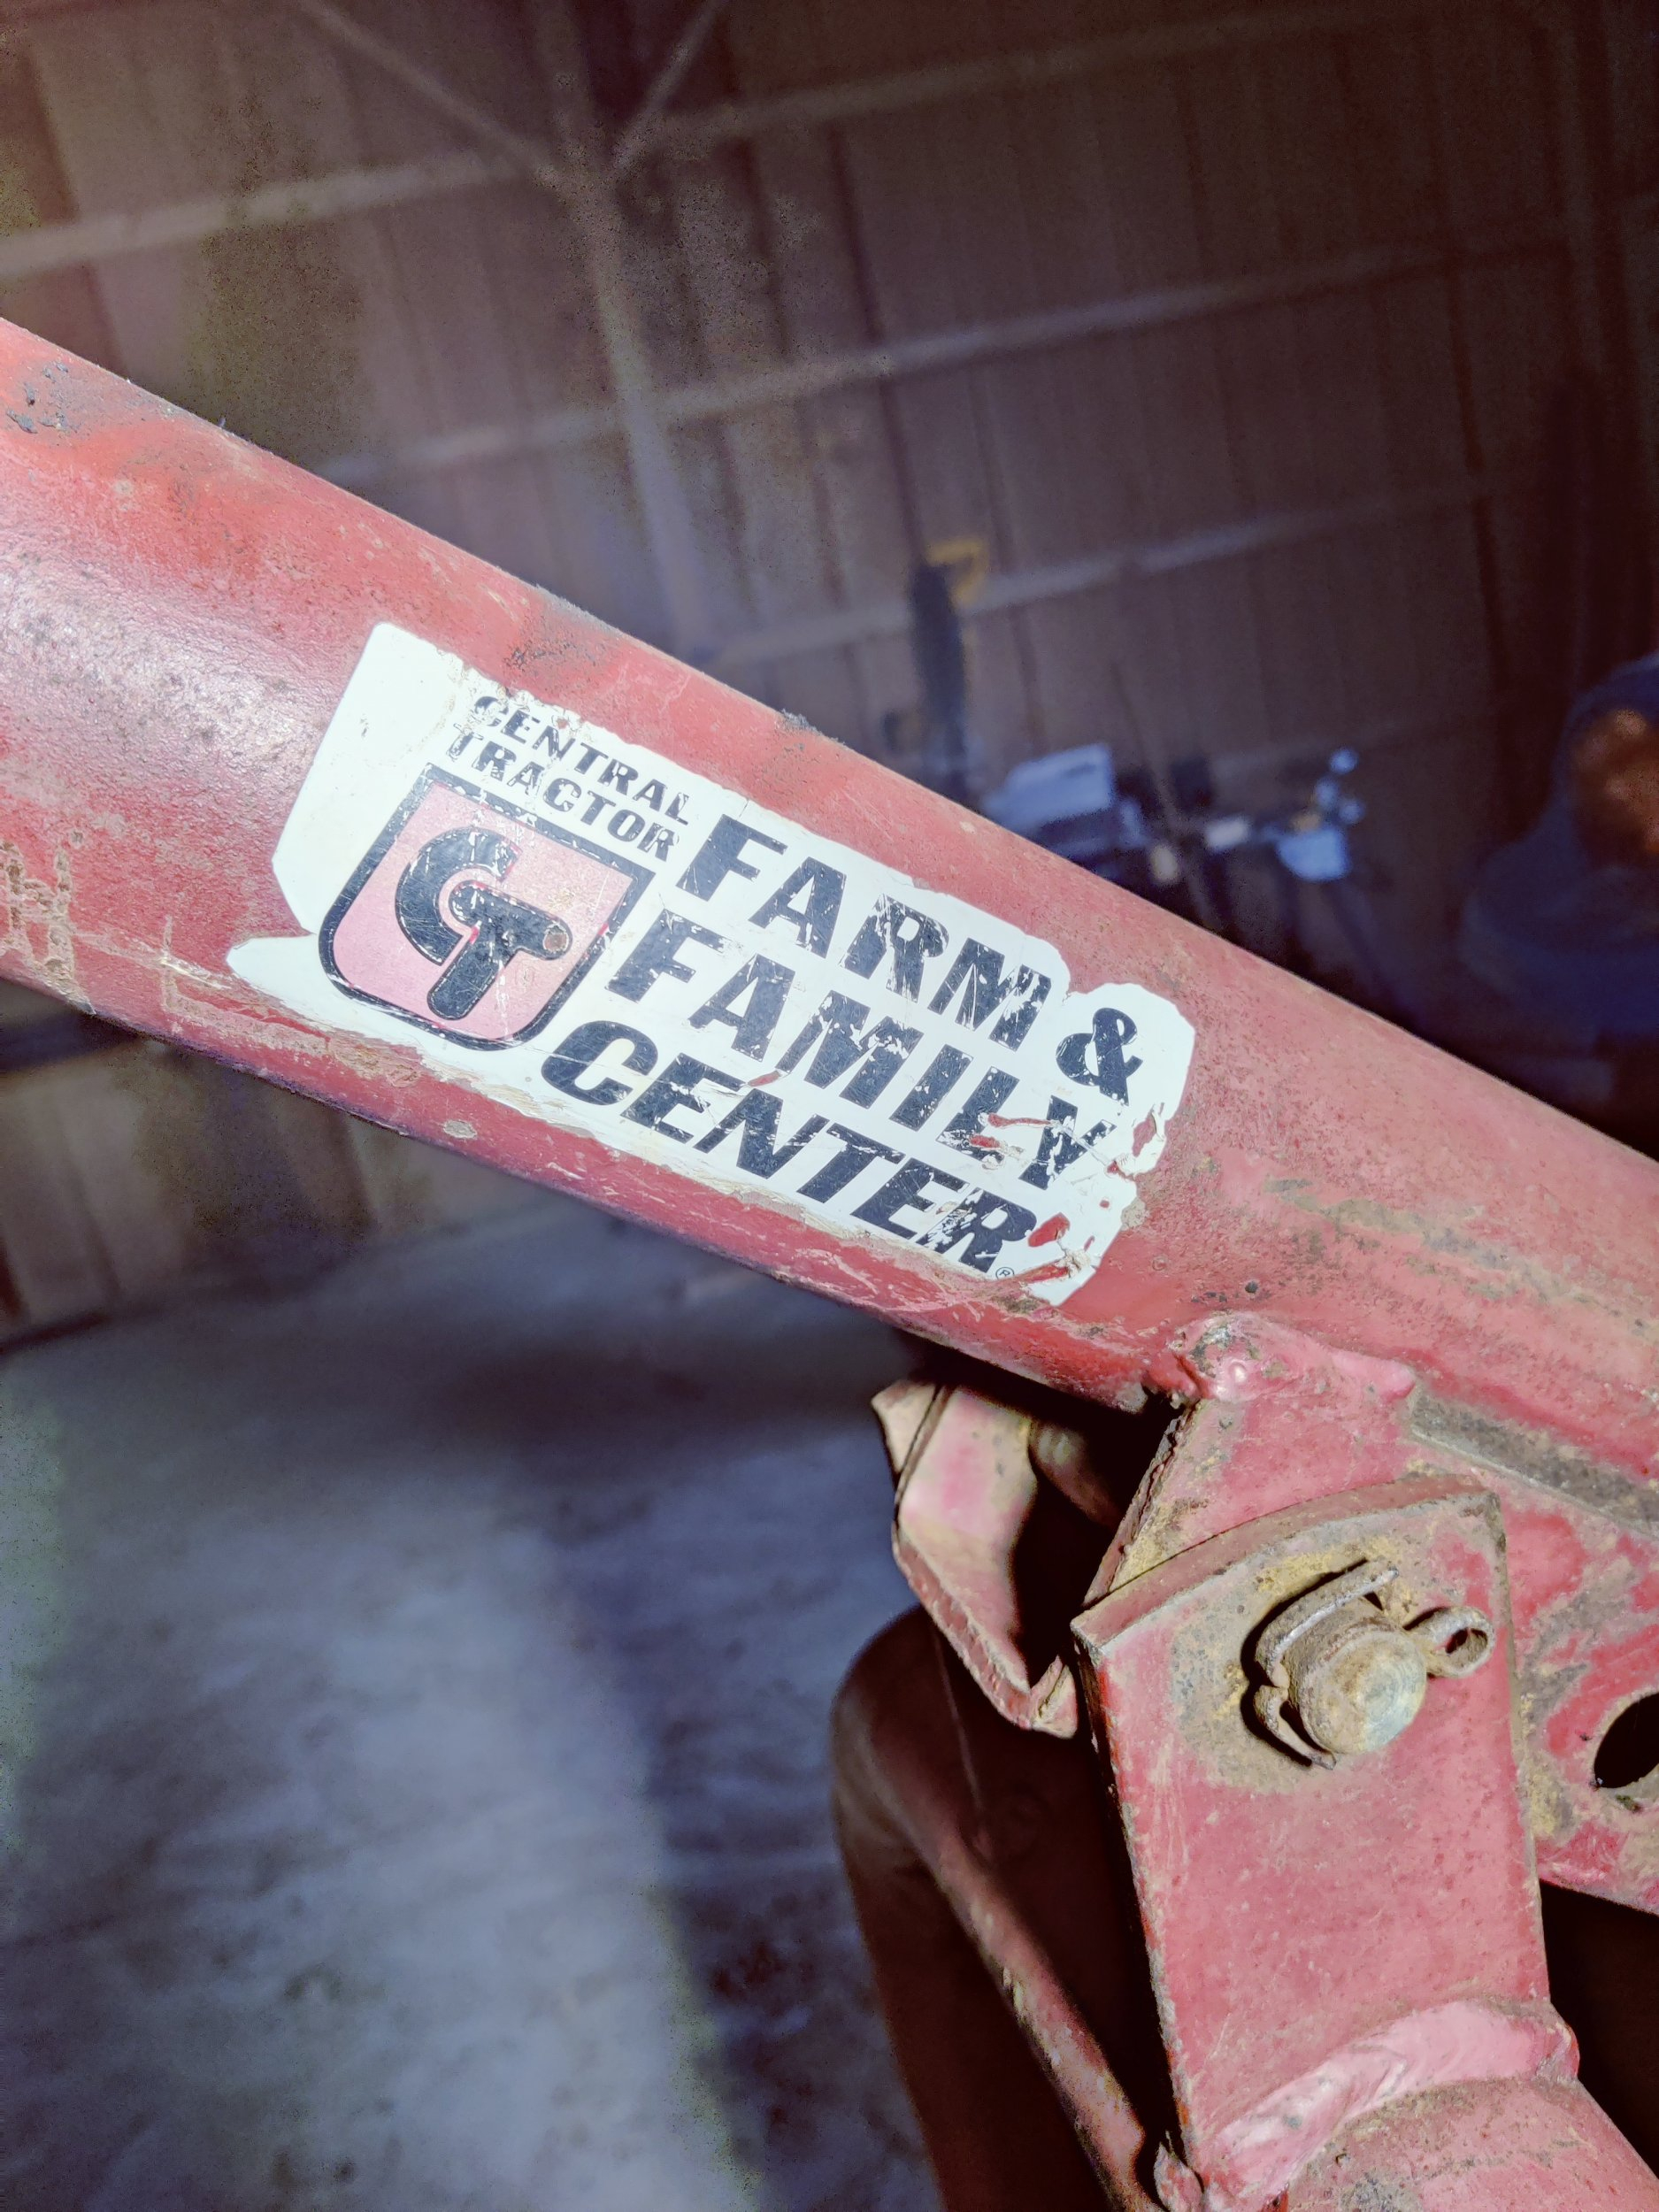 CENTRAL
TRACTOR
CT
FARM &
FAMILY
CENTER®